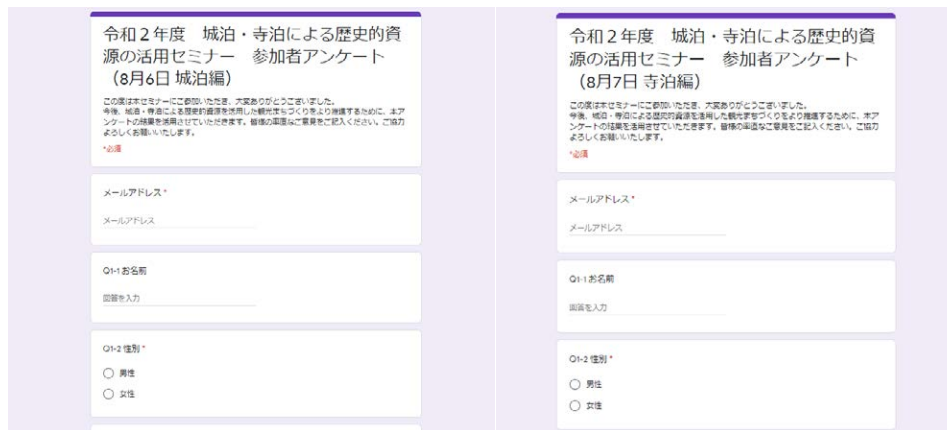 令和２年度　城泊・寺泊による歴史的資
源の活用セミナー　参加者アンケート
（8月6日 城泊編）
この度は本セミナーにご参加いただき、大変ありがとうございました。
今後、城泊・寺泊による歴史的資源を活用した観光まちづくりをより推進するために、本ア
ンケートの結果を活用させていただきます。皆様の率直なご意見をご記入ください。ご協力
よろしくお願いいたします。
*必須
メールアドレス *
メールアドレス
Q1-1 お名前
回答を入力
Q1-2 性別 *
男性
女性
令和２年度　城泊・寺泊による歴史的資
源の活用セミナー　参加者アンケート
（8月7日 寺泊編）
この度は本セミナーにご参加いただき、大変ありがとうございました。
今後、城泊・寺泊による歴史的資源を活用した観光まちづくりをより推進するために、本ア
ンケートの結果を活用させていただきます。皆様の率直なご意見をご記入ください。ご協力
よろしくお願いいたします。
*必須
メールアドレス *
メールアドレス
Q1-1 お名前
回答を入力
Q1-2 性別 *
男性
女性